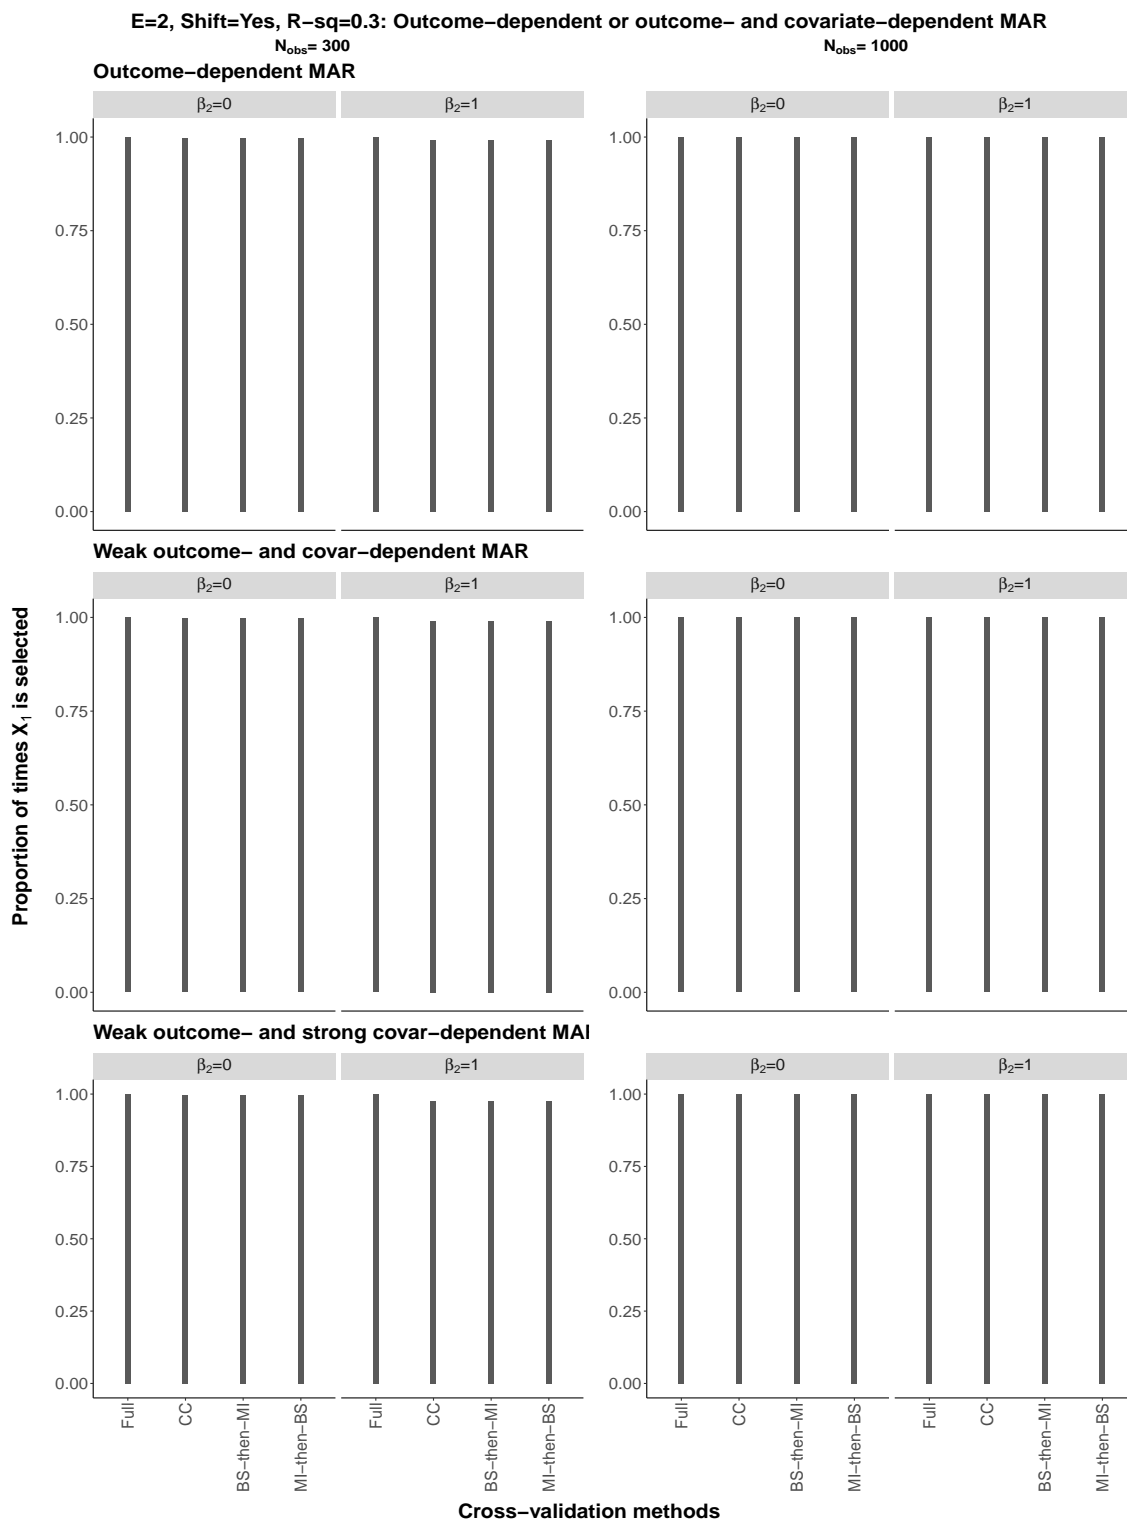 E=2, Shift=Yes, R−sq=0.3: Outcome−dependent or outcome− and covariate−dependent MAR
Nobs= 300
Nobs= 1000
Outcome−dependent MAR
β2=0
β2=1
β2=0
β2=1
1.00
0.75
0.50
0.25
0.00
1.00
0.75
0.50
0.25
0.00
Weak outcome− and covar−dependent MAR
β2=0
β2=1
β2=0
β2=1
1.00
0.75
0.50
0.25
0.00
1.00
0.75
0.50
0.25
0.00
Proportion of times X1 is selected
Weak outcome− and strong covar−dependent MA
β2=0
β2=1
β2=0
β2=1
1.00
0.75
0.50
0.25
0.00
1.00
0.75
0.50
0.25
0.00
Full
CC
BS−then−MI
MI−then−BS
Full
CC
BS−then−MI
MI−then−BS
Full
CC
BS−then−MI
MI−then−BS
Full
CC
BS−then−MI
MI−then−BS
Cross−validation methods